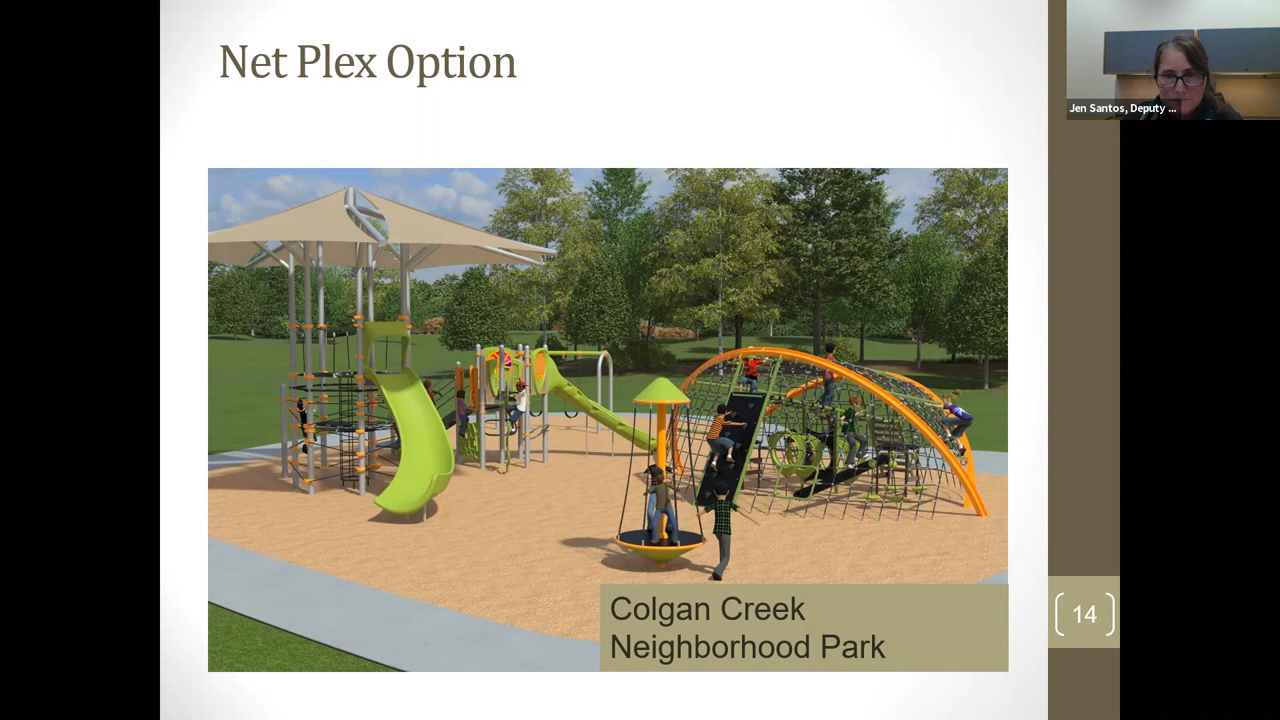 Net Plex Option
Jen Santos, Deputy ...
Colgan Creek
Neighborhood Park
14